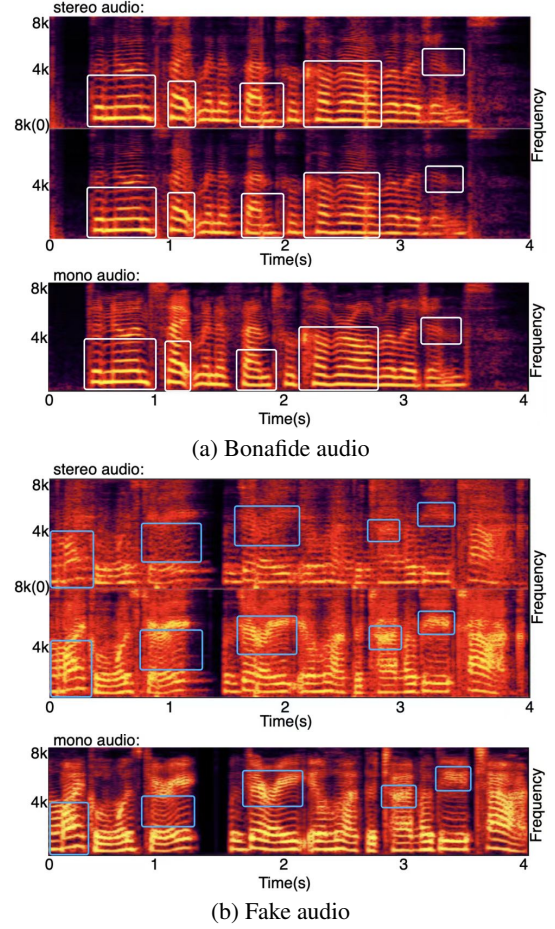 stereo audio:
8k
4k
8k(0)
4k
Frequency
0 1 2 3 4
Time(s)
mono audio:
8k
4k
Frequency
0 1 2 3 4
Time(s)
(a) Bonafide audio
stereo audio:
8k
4k
8k(0)
4k
Frequency
0 1 2 3 4
Time(s)
mono audio:
8k
4k
Frequency
0 1 2 3 4
Time(s)
(b) Fake audio